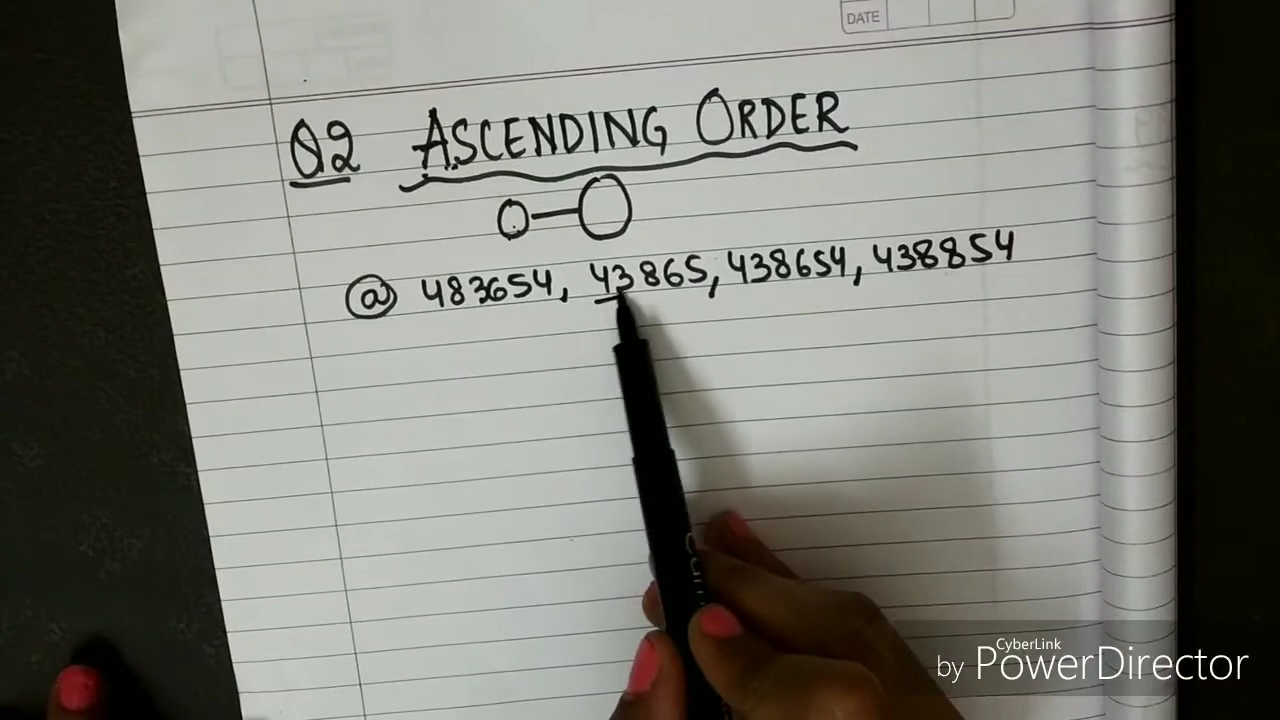 DATE
Q2 ASCENDING ORDER
ⓐ 483654, 43865, 438654, 438854
CyberLink
by PowerDirector